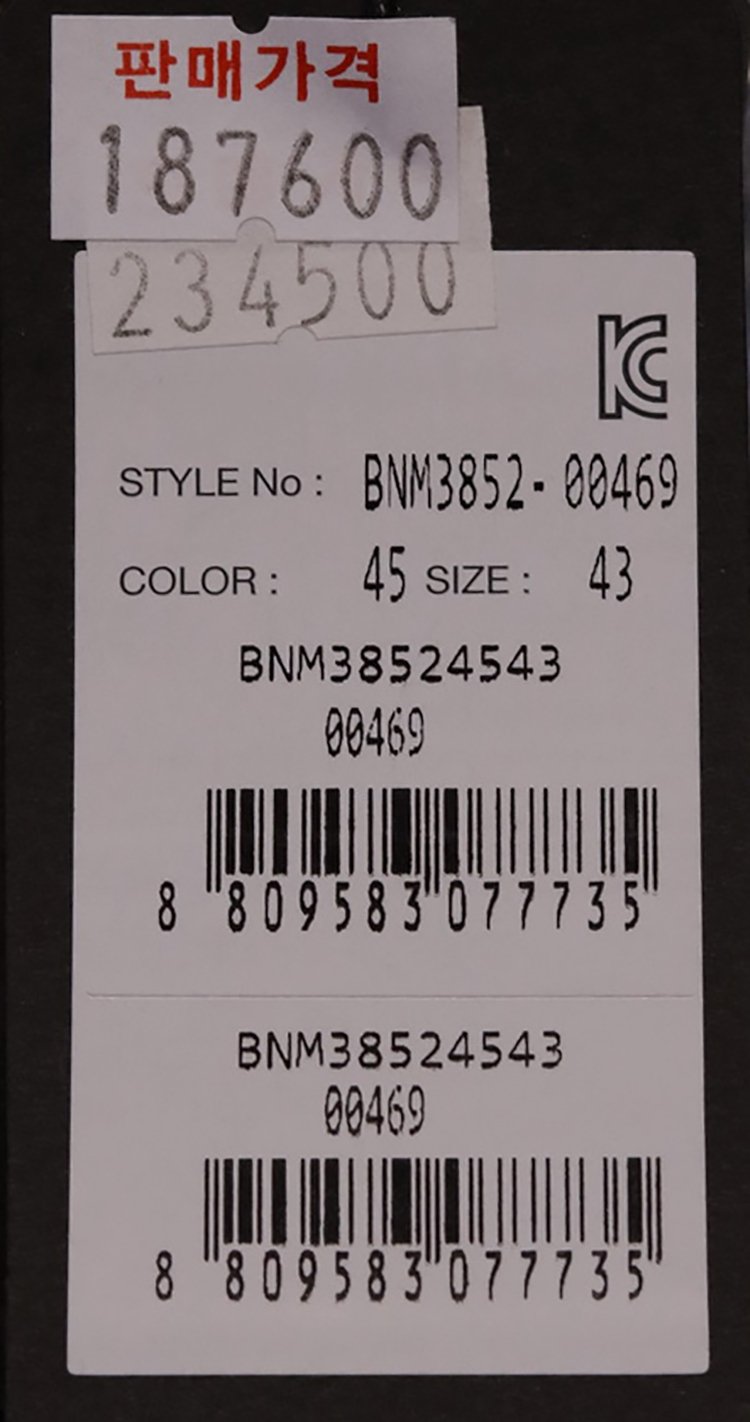 판매가격
187600
234500
KC
STYLE No : BNM3852- 00469
COLOR : 45 SIZE : 43
BNM38524543
00469
8 809583 077735
BNM38524543
00469
8 809583 077735